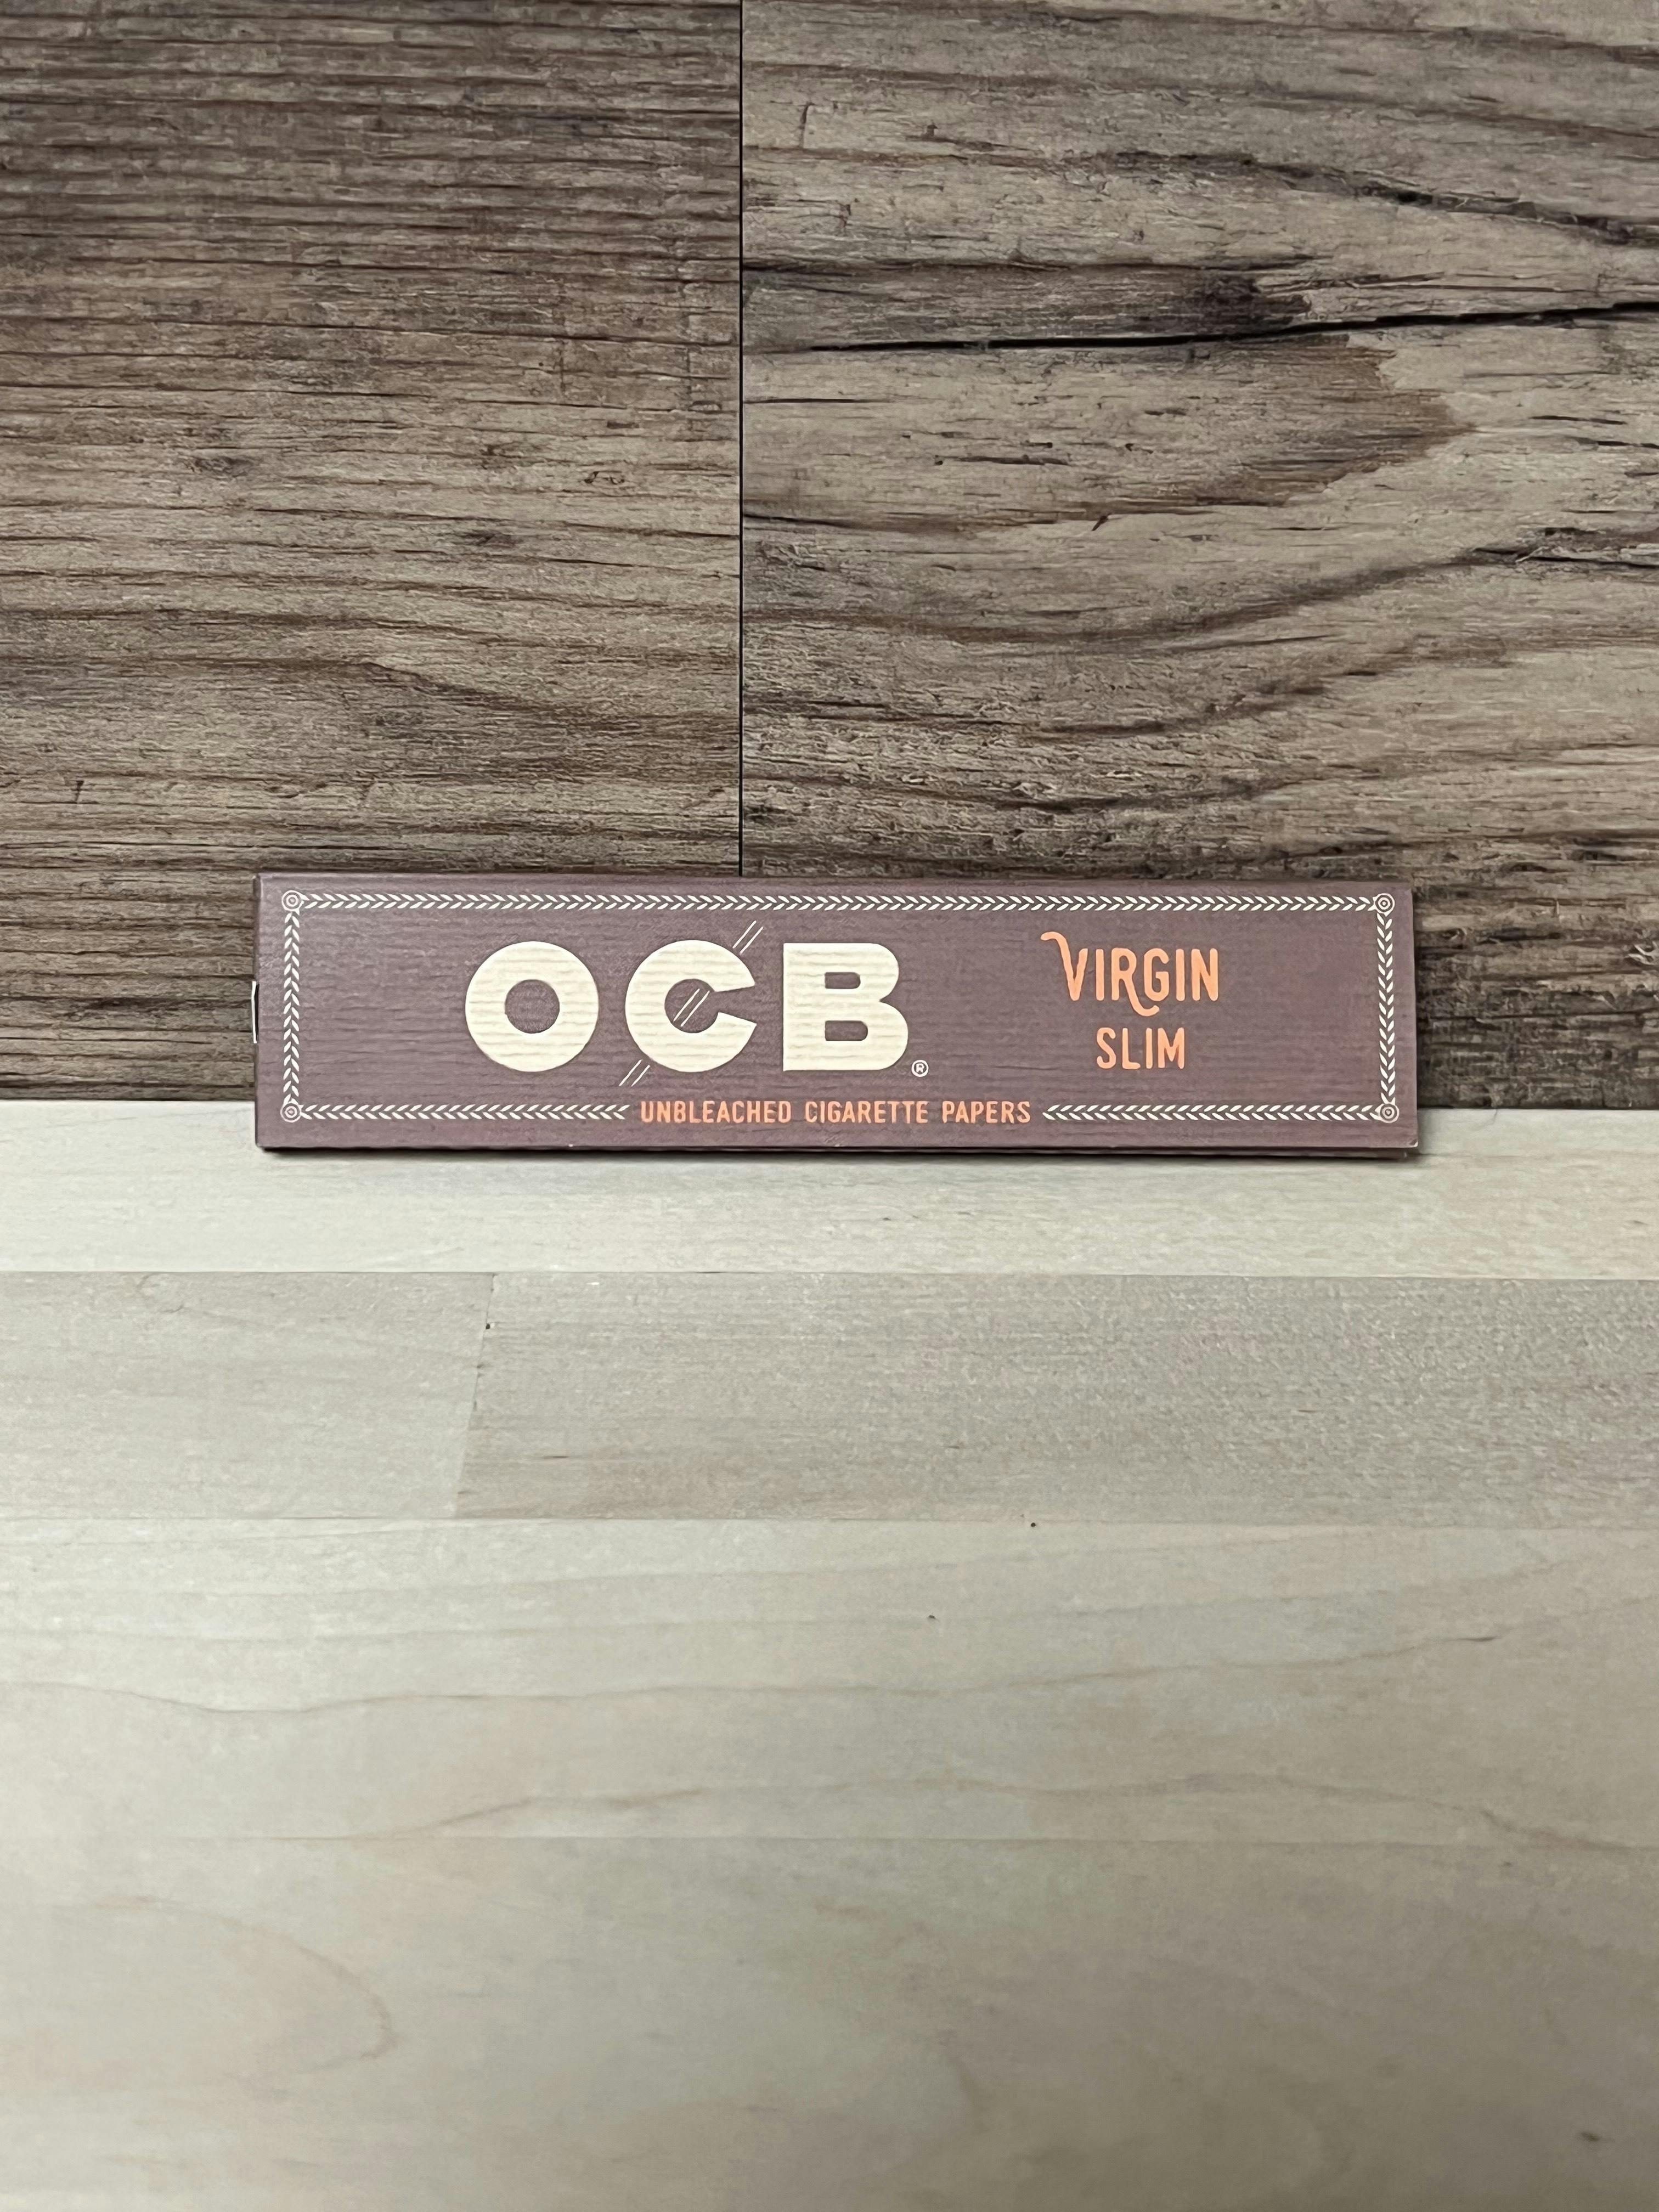 OCB®
VIRGIN
SLIM
UNBLEACHED CIGARETTE PAPERS